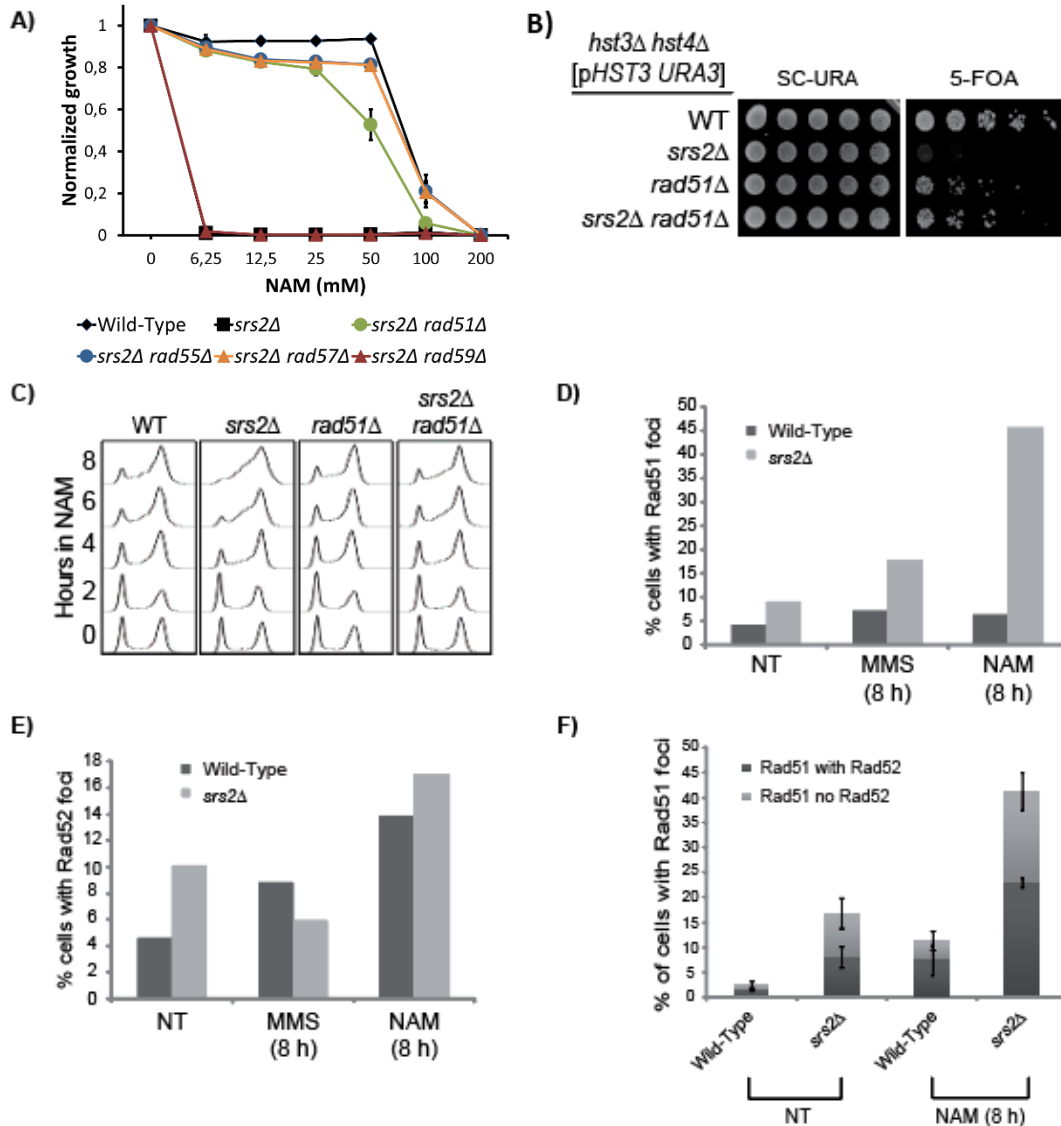 A)
Normalized growth
1
0,8
0,6
0,4
0,2
0
0 6,25 12,5 25 50 100 200
NAM (mM)
Wild-Type srs2Δ srs2Δ rad51Δ
srs2Δ rad55Δ srs2Δ rad57Δ srs2Δ rad59Δ
B)
hst3Δ hst4Δ
[pHST3 URA3]
SC-URA 5-FOA
WT
srs2Δ
rad51Δ
srs2Δ rad51Δ
C)
WT srs2Δ rad51Δ srs2Δ
rad51Δ
Hours in NAM
8
6
4
2
0
D)
% cells with Rad51 foci
50
45
40
35
30
25
20
15
10
5
0
Wild-Type
srs2Δ
NT MMS NAM
(8 h) (8 h)
E)
% cells with Rad52 foci
18
16
14
12
10
8
6
4
2
0
Wild-Type
srs2Δ
NT MMS NAM
(8 h) (8 h)
F)
% of cells with Rad51 foci
50
45
40
35
30
25
20
15
10
5
0
Rad51 with Rad52
Rad51 no Rad52
Wild-Type srs2Δ Wild-Type srs2Δ
NT NAM (8 h)